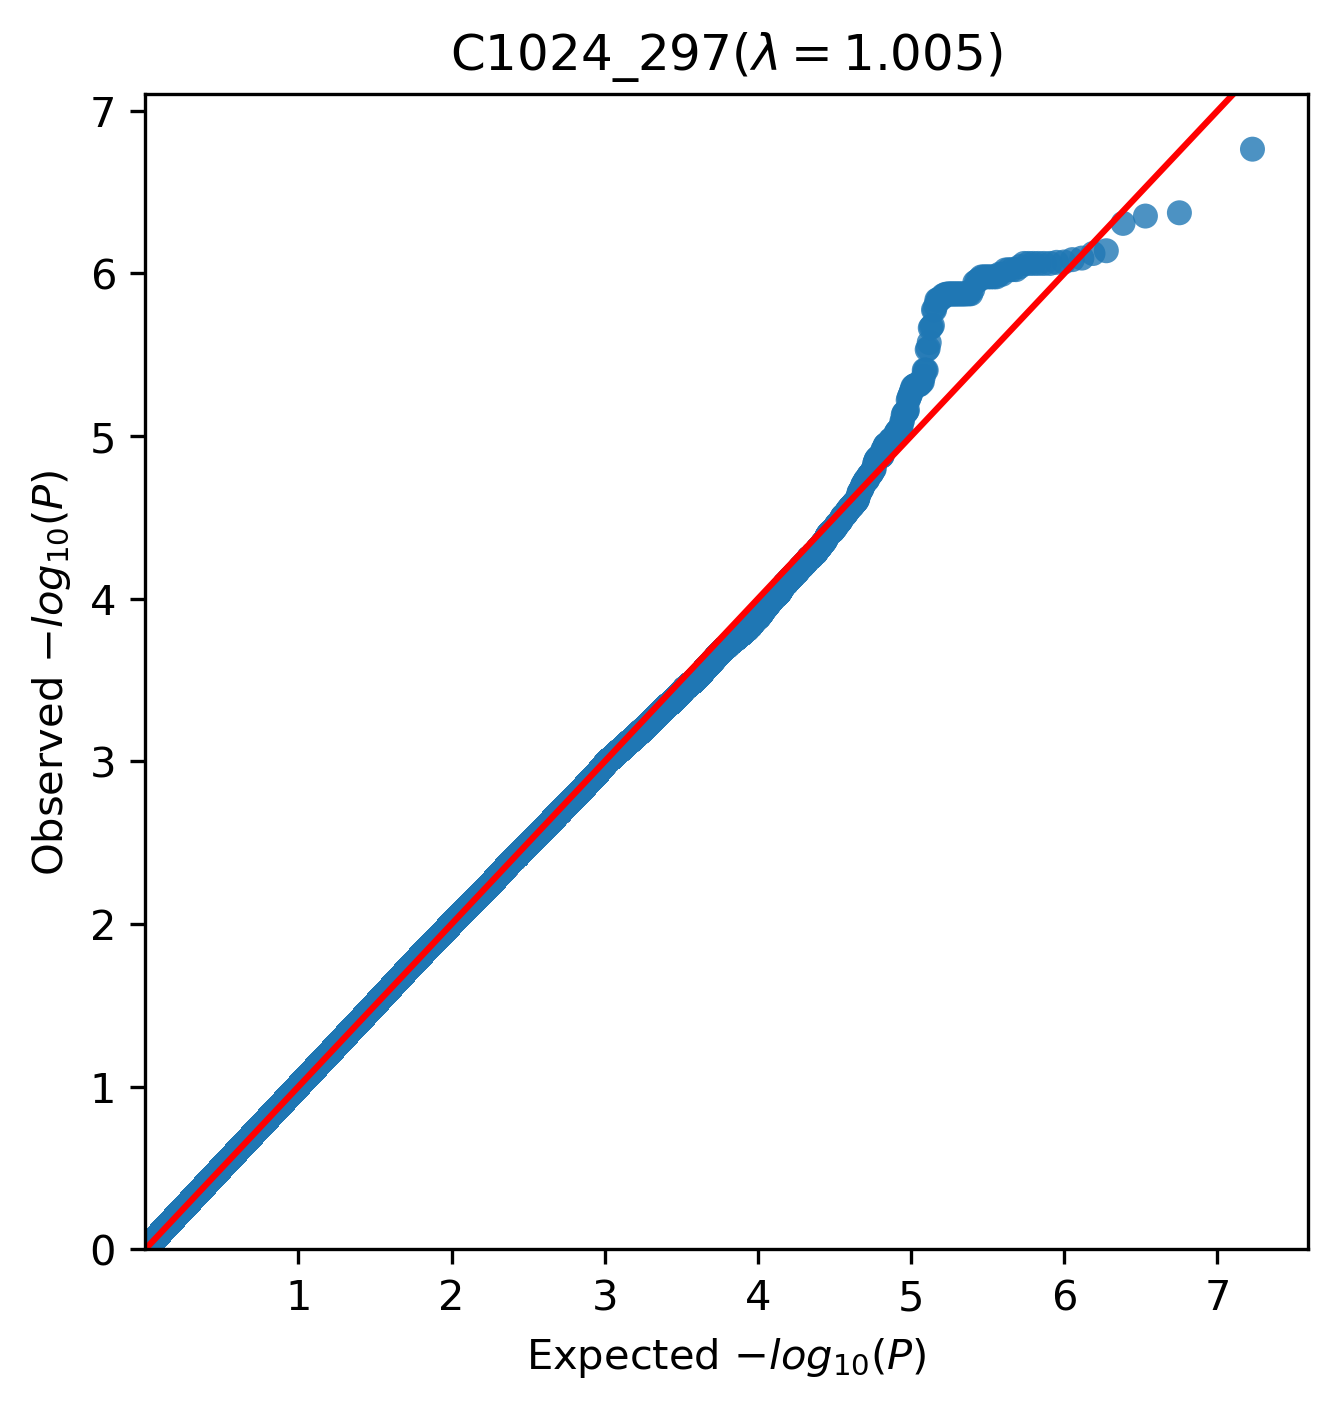 C1024_297(λ = 1.005)
Observed −log₁₀(P)
7
6
5
4
3
2
1
0
1 2 3 4 5 6 7
Expected −log₁₀(P)